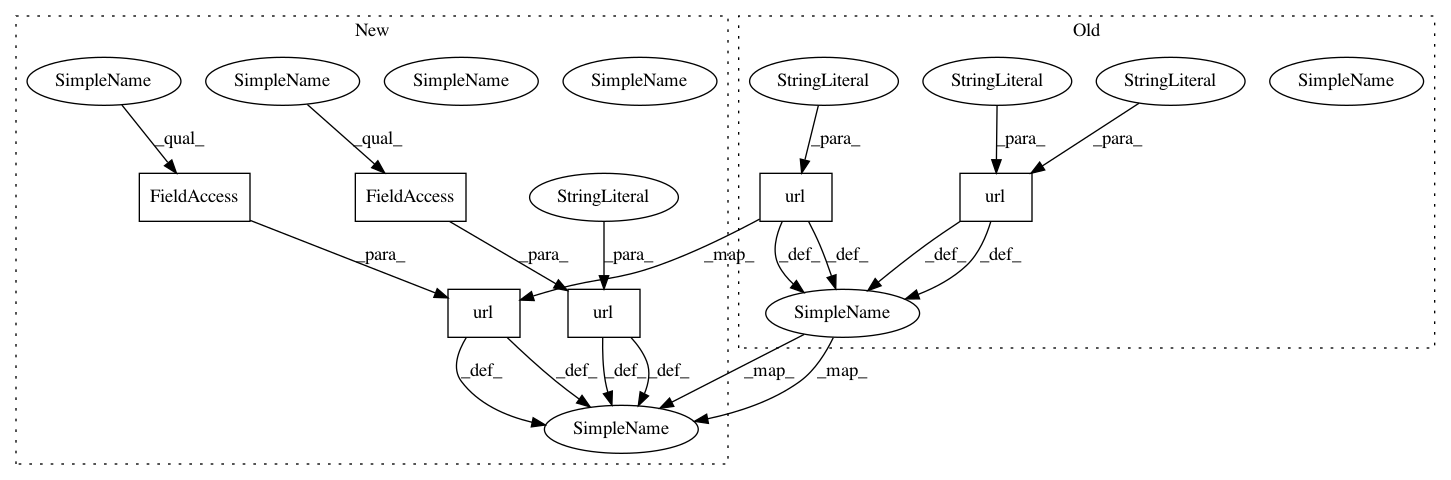 New
Old
SimpleName
SimpleName
SimpleName
SimpleName
StringLiteral
StringLiteral
StringLiteral
SimpleName
_qual_
_qual_
_para_
_para_
_para_
FieldAccess
FieldAccess
StringLiteral
url
url
_para_
_para_
_para_
_map_
_def_
_def_
_def_
_def_
url
url
SimpleName
_def_
_def_
_def_
_def_
_map_
_map_
SimpleName